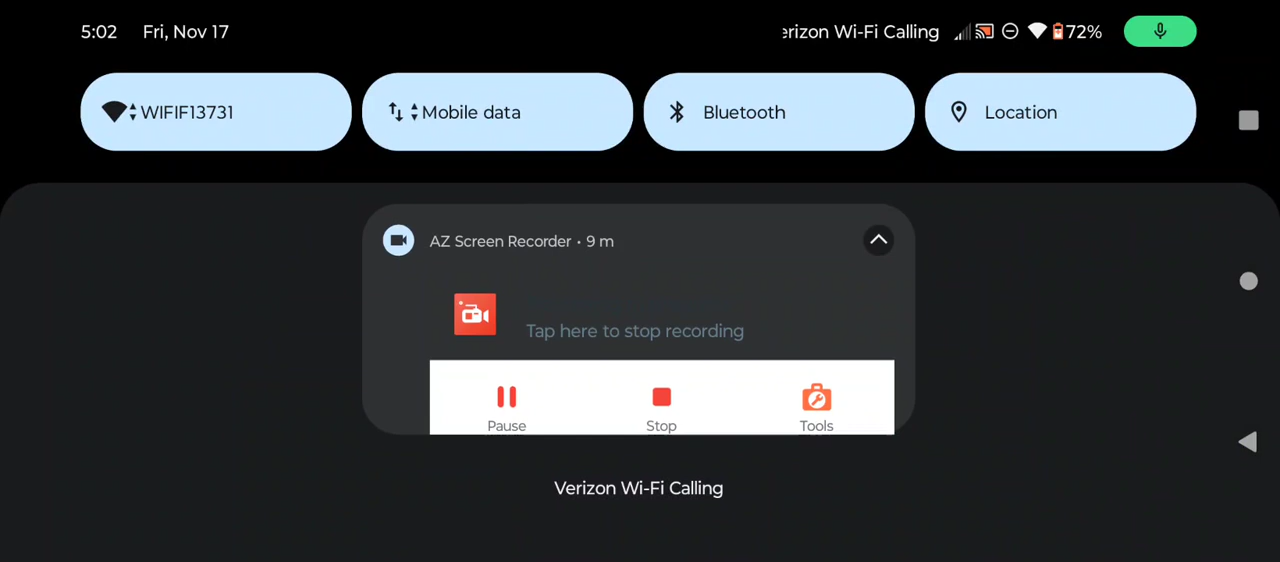 5:02 Fri, Nov 17 erizon Wi-Fi Calling 72%
WIFIF13731 Mobile data Bluetooth Location
AZ Screen Recorder • 9 m
Tap here to stop recording
Pause Stop Tools
Verizon Wi-Fi Calling